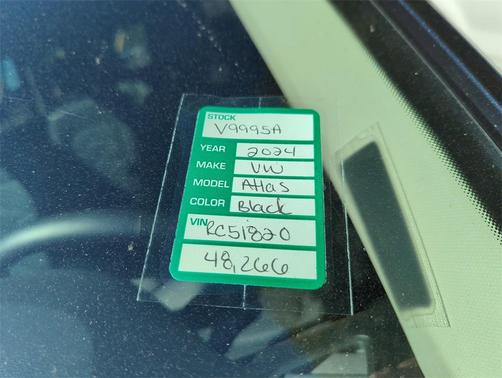 STOCK
V9995A
YEAR 2024
MAKE VW
MODEL Atlas
COLOR Black
VIN RC51820
48,266